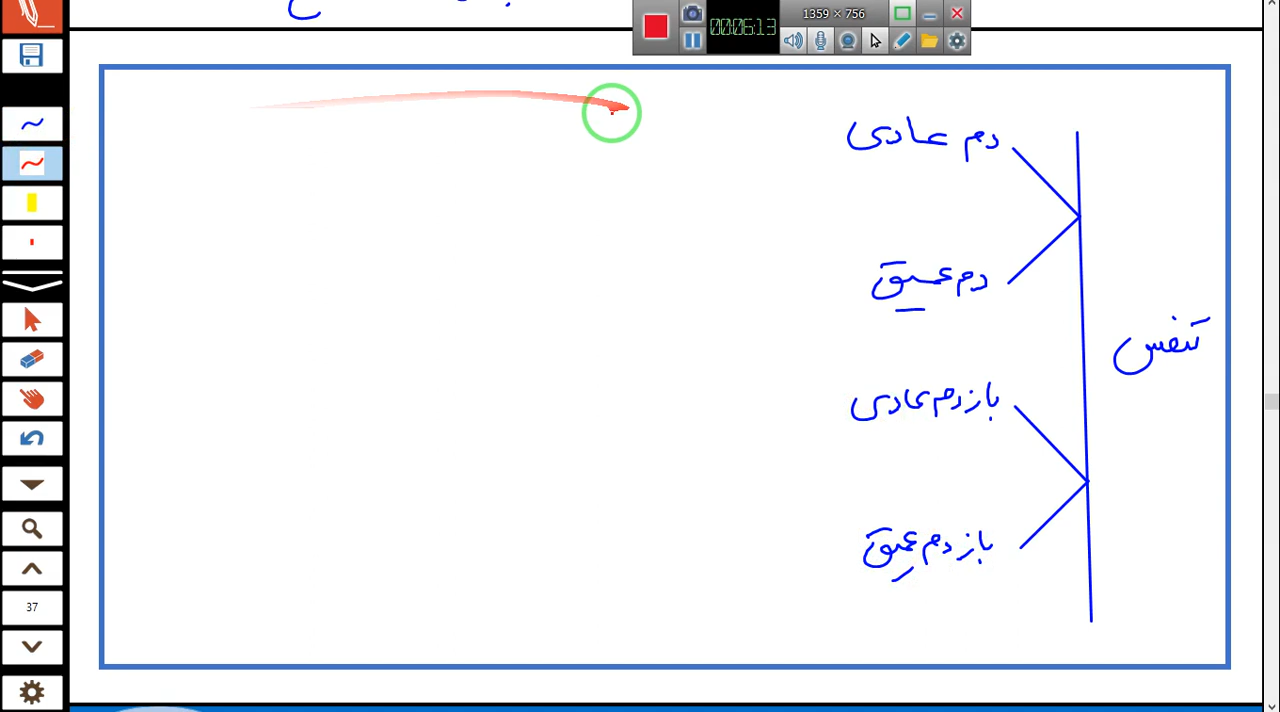 00:06:13
1359 × 756
دم عادی
دم عمیق
تنفس
بازدم عادی
بازدم عمیق
37